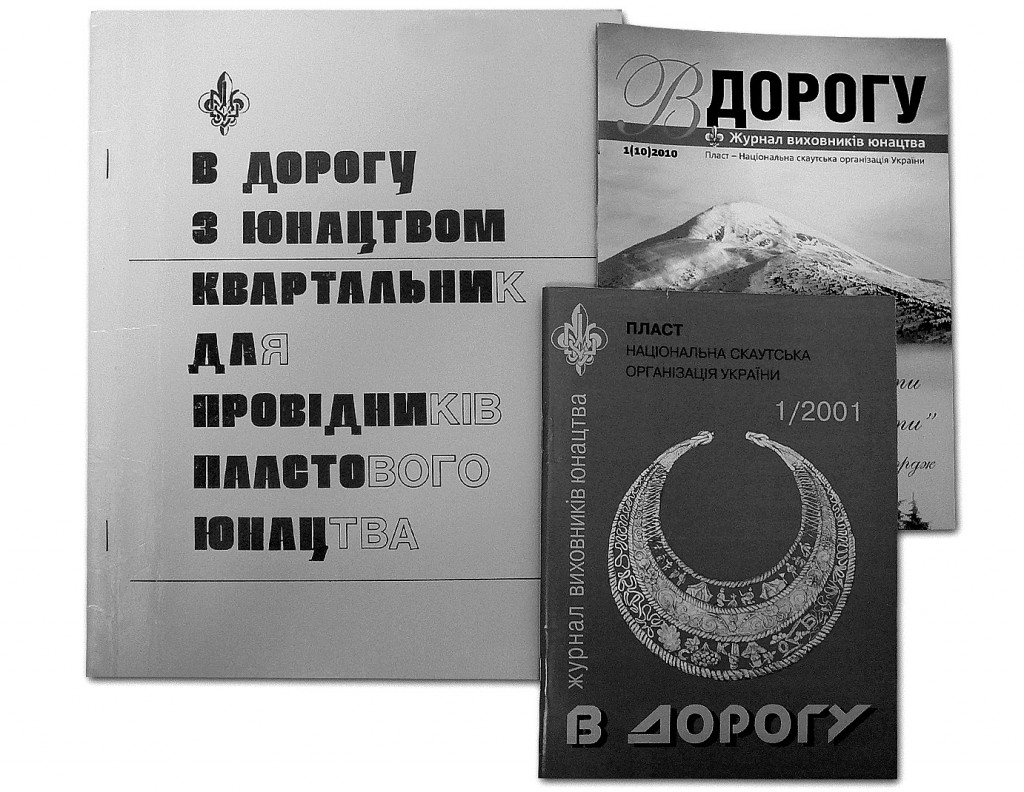 В ДОРОГУ
З ЮНАЦТВОМ
КВАРТАЛЬНИК
ДЛЯ
ПРОВІДНИКІВ
ПЛАСТОВОГО
ЮНАЦТВА
В ДОРОГУ
Журнал виховників юнацтва
1(10)2010
Пласт – Національна скаутська організація України
ПЛАСТ
НАЦІОНАЛЬНА СКАУТСЬКА
ОРГАНІЗАЦІЯ УКРАЇНИ
1/2001
журнал виховників юнацтва
В ДОРОГУ